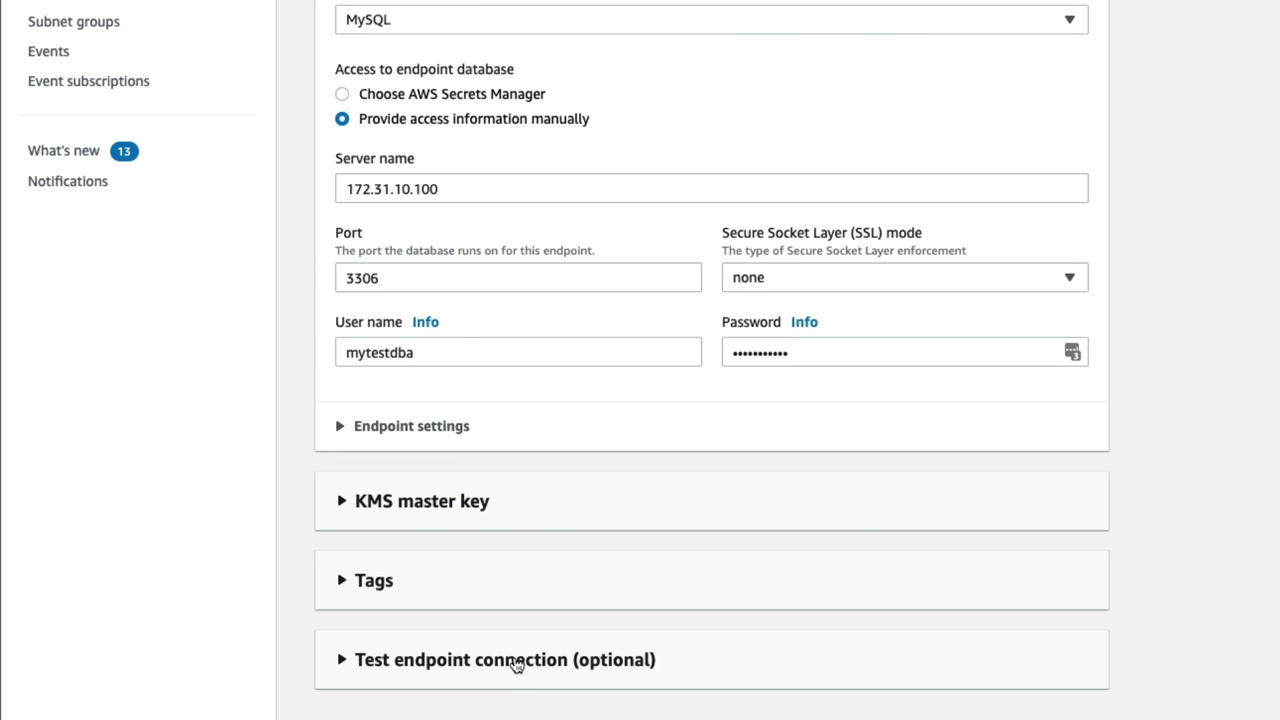 Subnet groups
Events
Event subscriptions
What's new 13
Notifications
MySQL
Access to endpoint database
Choose AWS Secrets Manager
Provide access information manually
Server name
172.31.10.100
Port
The port the database runs on for this endpoint.
3306
Secure Socket Layer (SSL) mode
The type of Secure Socket Layer enforcement
none
User name Info
mytestdba
Password Info
•••••••••••
Endpoint settings
KMS master key
Tags
Test endpoint connection (optional)